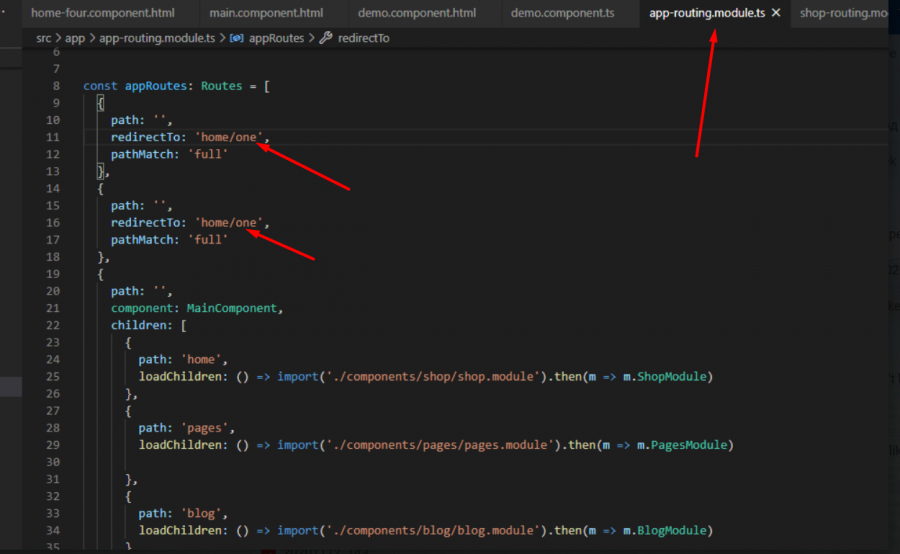 home-four.component.html main.component.html demo.component.html demo.component.ts app-routing.module.ts × shop-routing.mo
src > app > app-routing.module.ts > appRoutes > redirectTo
6
7
8 const appRoutes: Routes = [
9 {
10 path: '',
11 redirectTo: 'home/one',
12 pathMatch: 'full'
13 },
14 {
15 path: '',
16 redirectTo: 'home/one',
17 pathMatch: 'full'
18 },
19 {
20 path: '',
21 component: MainComponent,
22 children: [
23 {
24 path: 'home',
25 loadChildren: () => import('./components/shop/shop.module').then(m => m.ShopModule)
26 },
27 {
28 path: 'pages',
29 loadChildren: () => import('./components/pages/pages.module').then(m => m.PagesModule)
30
31 },
32 {
33 path: 'blog',
34 loadChildren: () => import('./components/blog/blog.module').then(m => m.BlogModule)
35 }